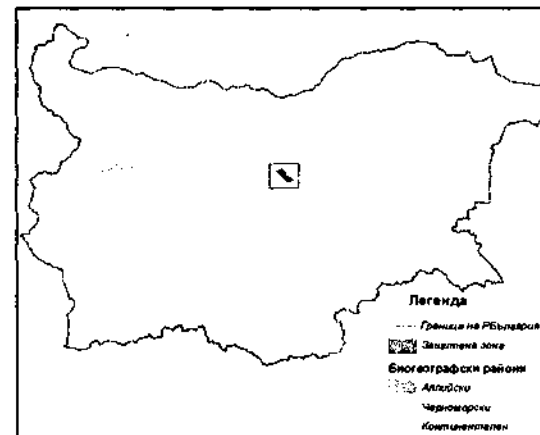 Легенда
Граница на РБългария
Защитена зона
Биогеографски райони
Алпийски
Черноморски
Континентален